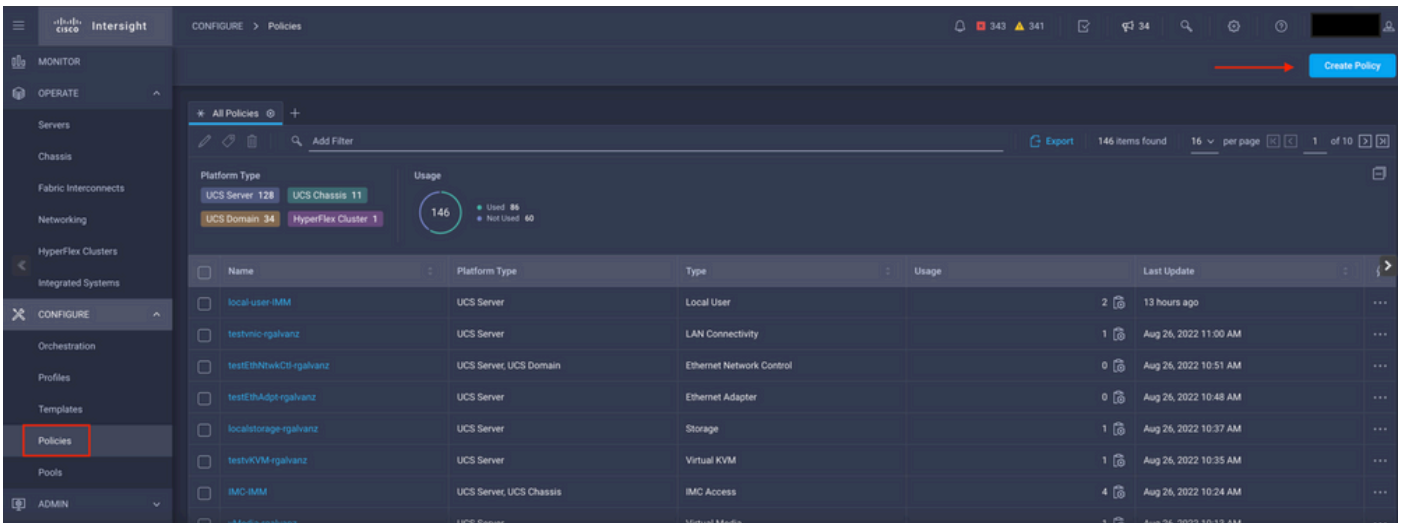 cisco Intersight
CONFIGURE > Policies
343 341 34
MONITOR
Create Policy
OPERATE
All Policies
Servers
Add Filter
Export 146 items found 16 per page 1 of 10
Chassis
Platform Type Usage
UCS Server 128 UCS Chassis 11
Fabric Interconnects
146 Used 86
UCS Domain 34 HyperFlex Cluster 1 Not Used 60
Networking
HyperFlex Clusters
Name Platform Type Type Usage Last Update
Integrated Systems
local-user-IMM UCS Server Local User 2 13 hours ago
CONFIGURE
testvnic-rgalvanz UCS Server LAN Connectivity 1 Aug 26, 2022 11:00 AM
Orchestration
testEthNtwkCtl-rgalvanz UCS Server, UCS Domain Ethernet Network Control 0 Aug 26, 2022 10:51 AM
Profiles
testEthAdpt-rgalvanz UCS Server Ethernet Adapter 0 Aug 26, 2022 10:48 AM
Templates
localstorage-rgalvanz UCS Server Storage 1 Aug 26, 2022 10:37 AM
Policies
testvKVM-rgalvanz UCS Server Virtual KVM 1 Aug 26, 2022 10:35 AM
Pools
IMC-IMM UCS Server, UCS Chassis IMC Access 4 Aug 26, 2022 10:24 AM
ADMIN